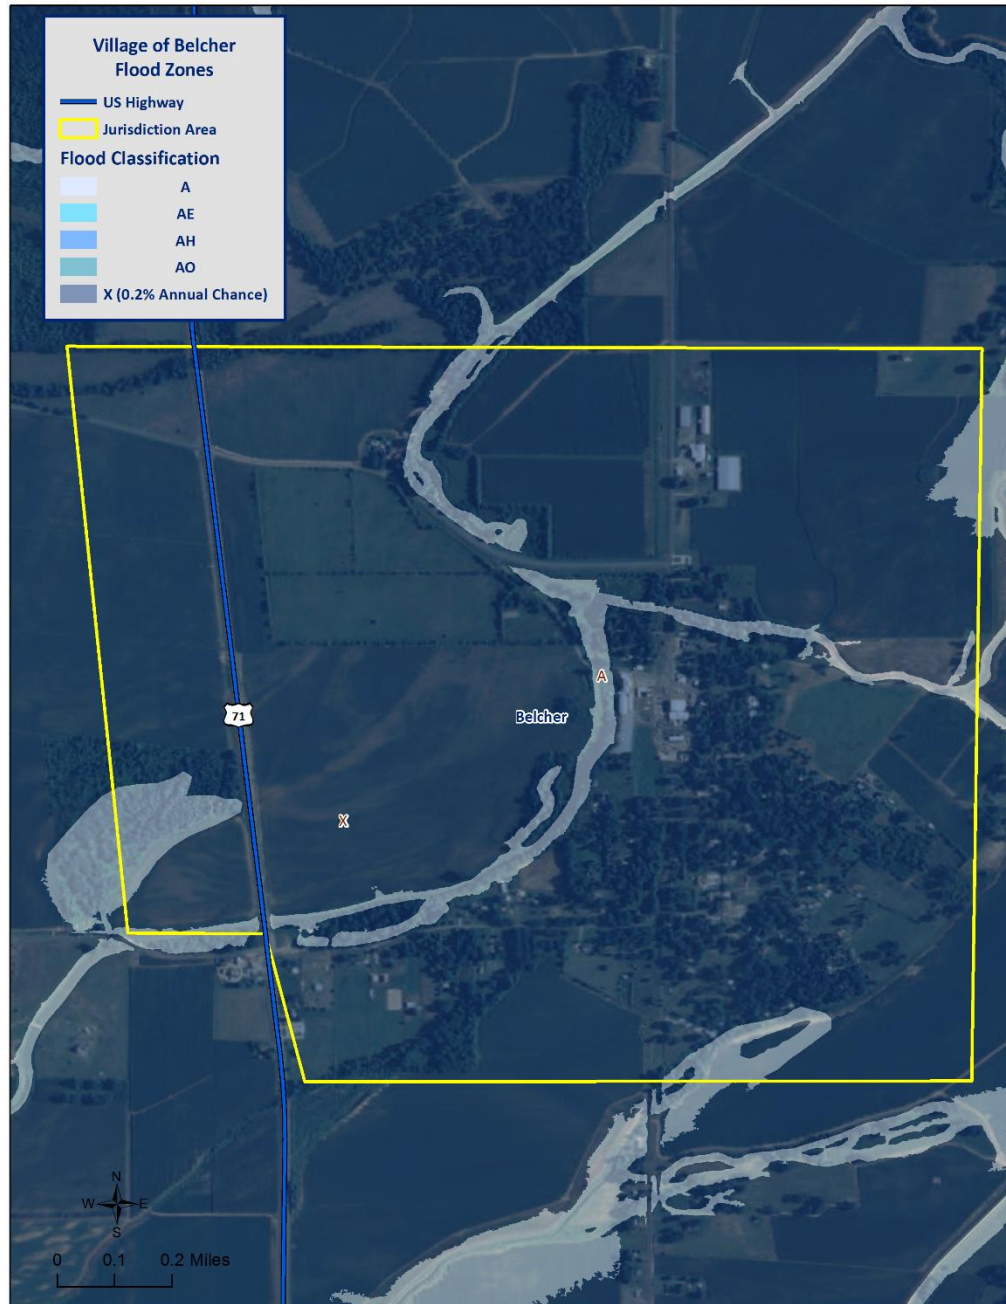 Village of Belcher
Flood Zones
US Highway
Jurisdiction Area
Flood Classification
A
AE
AH
AO
X (0.2% Annual Chance)
A
Belcher
71
X
N
W E
S
0 0.1 0.2 Miles